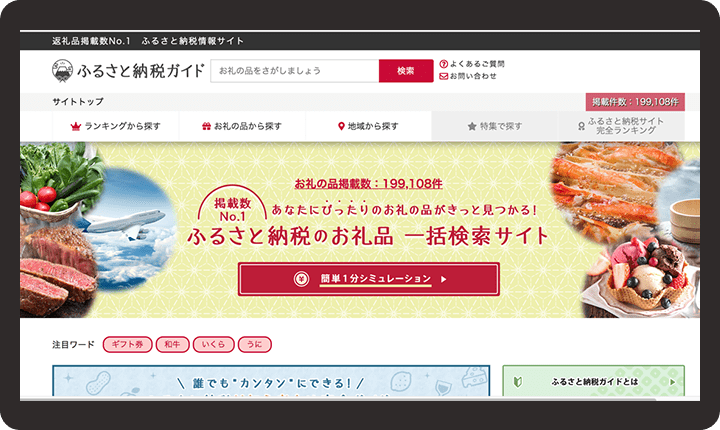 返礼品掲載数No.1 ふるさと納税情報サイト
ふるさと納税ガイド
お礼の品をさがしましょう
検索
よくあるご質問
お問い合わせ
サイトトップ
掲載件数：199,108件
ランキングから探す
お礼の品から探す
地域から探す
特集で探す
ふるさと納税サイト
完全ランキング
お礼の品掲載数：199,108件
掲載数
No.1
あなたにぴったりのお礼の品がきっと見つかる！
ふるさと納税のお礼品 一括検索サイト
簡単1分シミュレーション
注目ワード
ギフト券
和牛
いくら
うに
\ 誰でも"カンタン"にできる！/
ふるさと納税ガイドとは